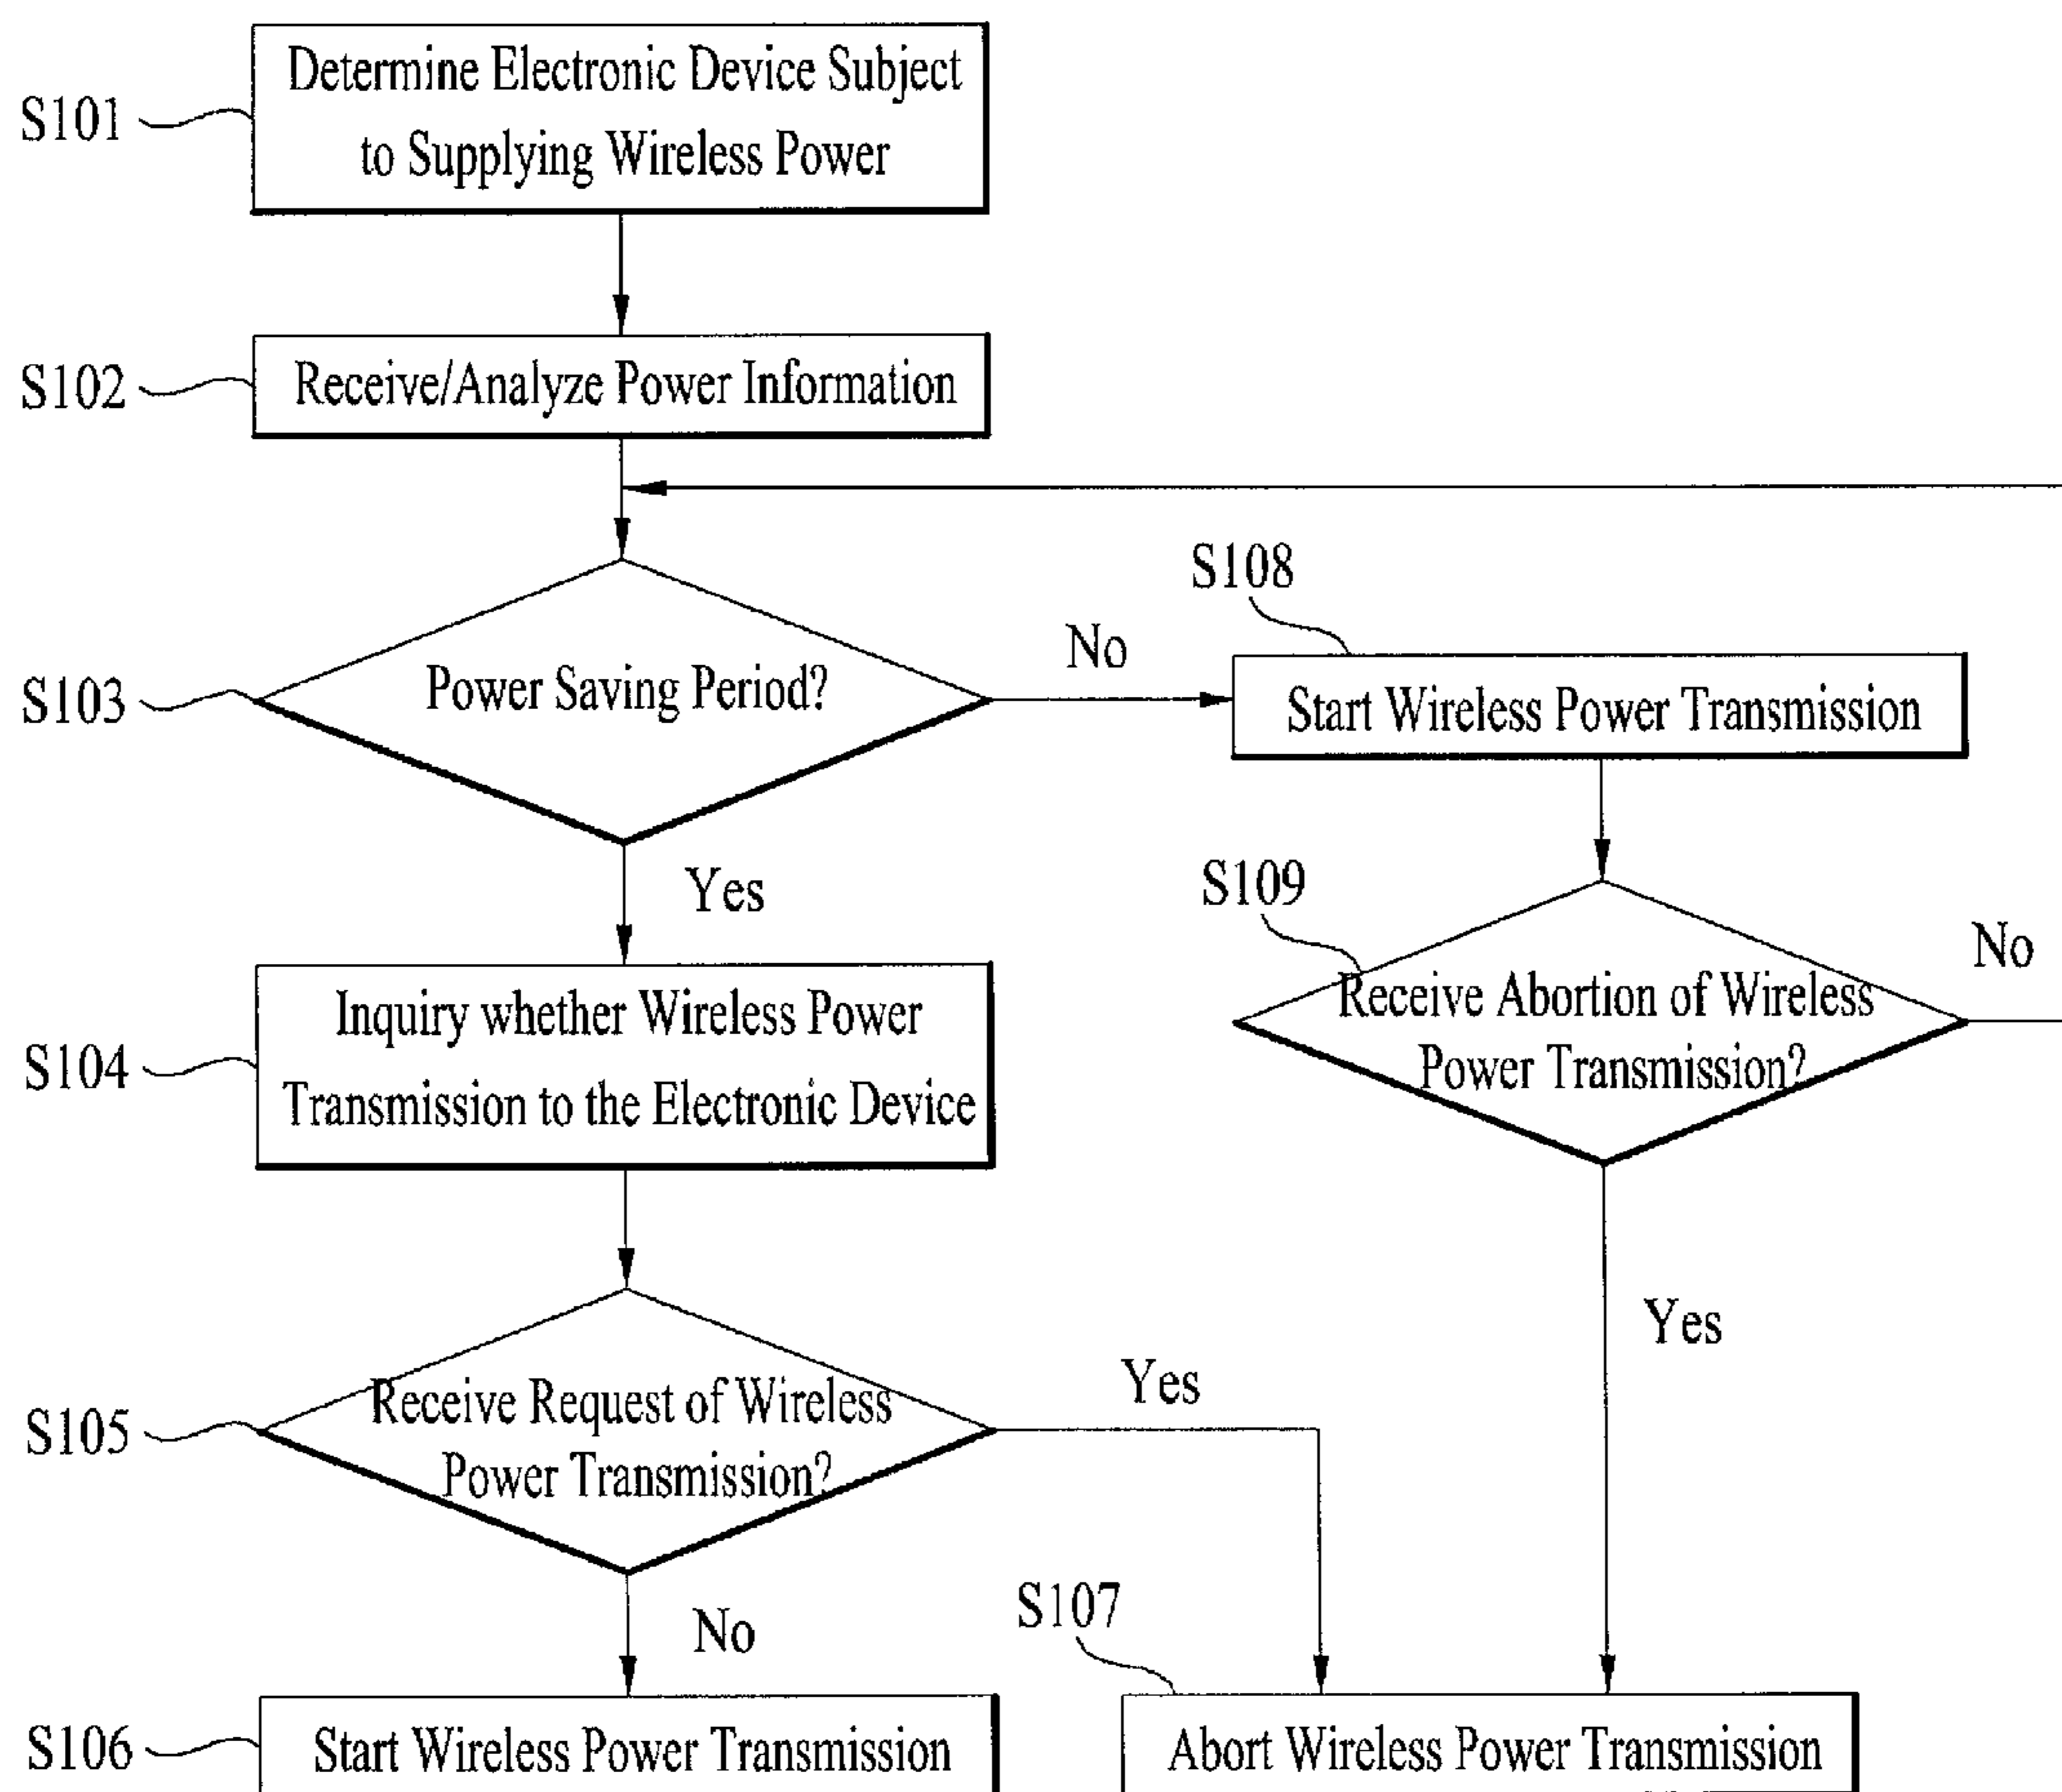 S101
Determine Electronic Device Subject
to Supplying Wireless Power
S102
Receive/Analyze Power Information
S103
Power Saving Period?
No
S108
Start Wireless Power Transmission
Yes
S109
Receive Abortion of Wireless
Power Transmission?
No
S104
Inquiry whether Wireless Power
Transmission to the Electronic Device
Yes
S105
Receive Request of Wireless
Power Transmission?
Yes
No
S107
S106
Start Wireless Power Transmission
Abort Wireless Power Transmission